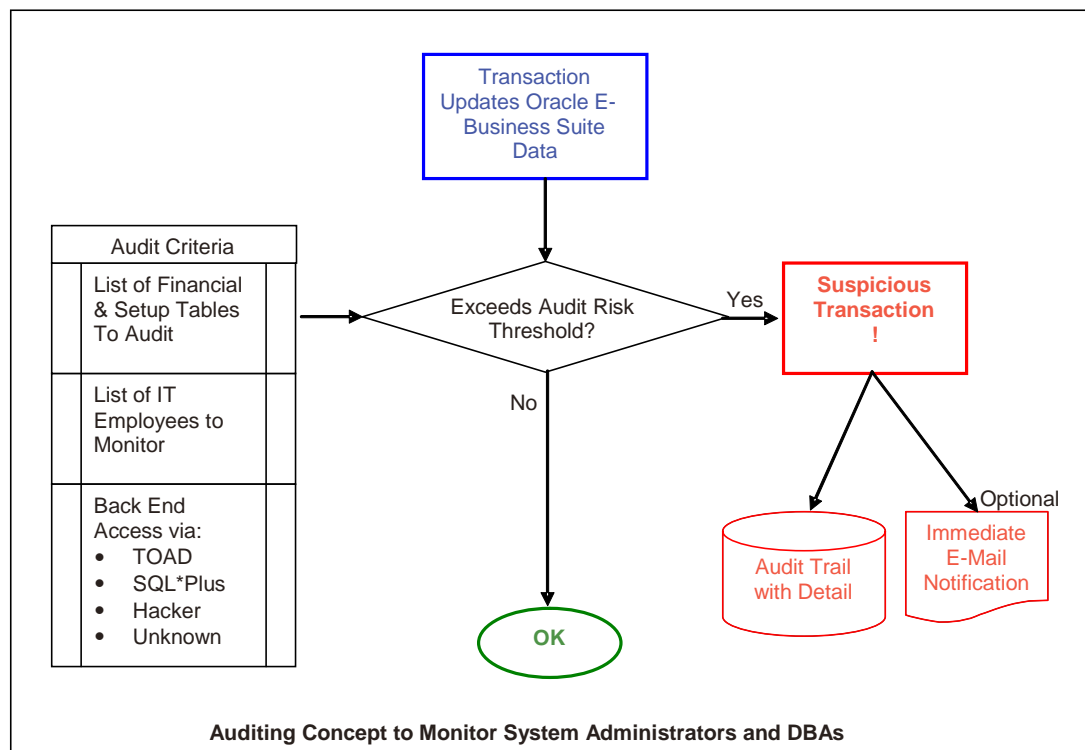 Transaction
Updates Oracle E-
Business Suite
Data
Audit Criteria
List of Financial
& Setup Tables
To Audit
List of IT
Employees to
Monitor
Back End
Access via:
• TOAD
• SQL*Plus
• Hacker
• Unknown
Exceeds Audit Risk
Threshold?
Yes
No
Suspicious
Transaction
!
Optional
Audit Trail
with Detail
Immediate
E-Mail
Notification
OK
Auditing Concept to Monitor System Administrators and DBAs